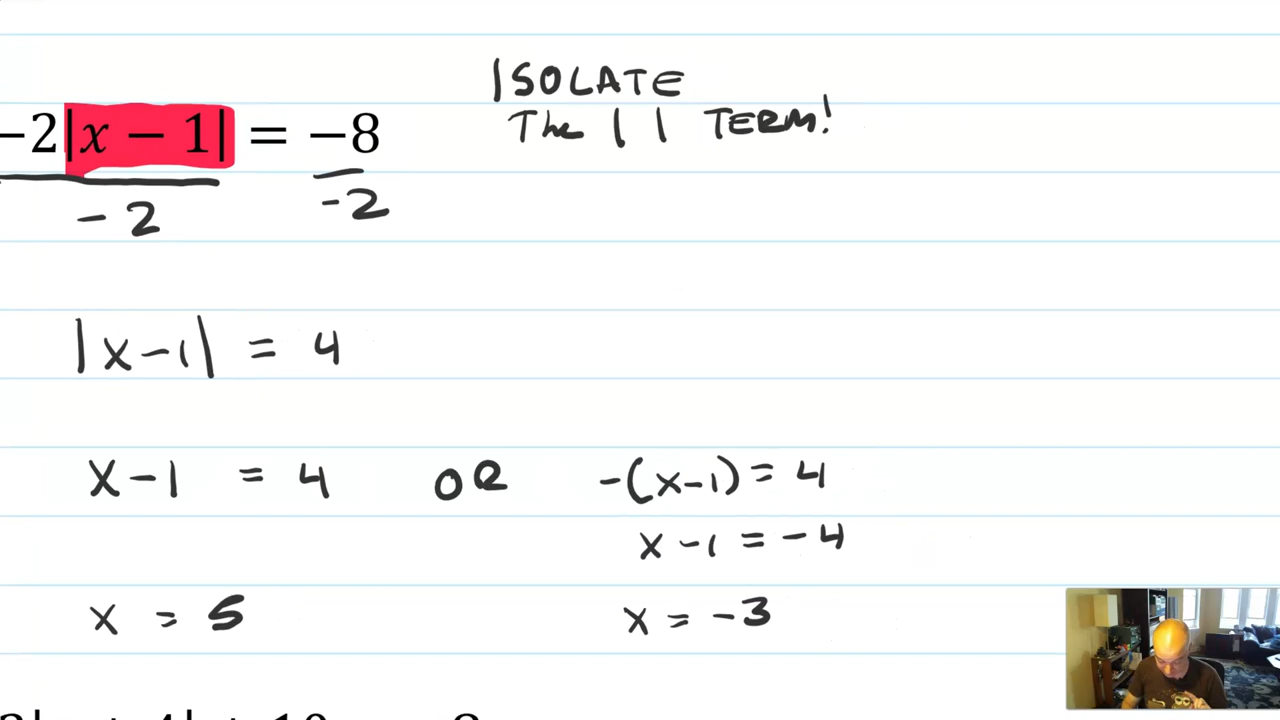 −2|x − 1| = −8
ISOLATE
The | | TERM!
-2 -2
|x-1| = 4
x-1 = 4 OR -(x-1) = 4
x-1 = -4
x = 5 x = -3